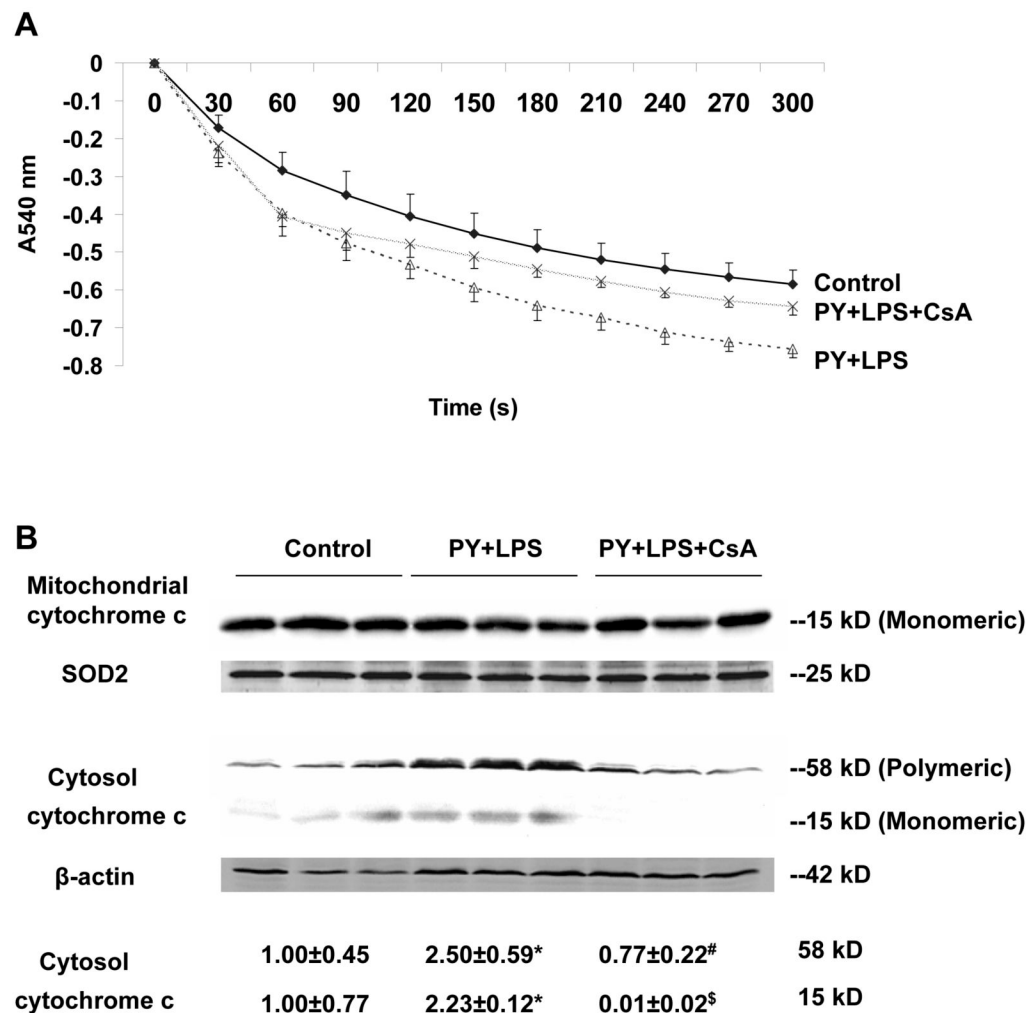 A
0
-0.1
0 30 60 90 120 150 180 210 240 270 300
-0.2
-0.3
-0.4
-0.5
-0.6
-0.7
-0.8
A540 nm
Control
PY+LPS+CsA
PY+LPS
Time (s)
B
Control PY+LPS PY+LPS+CsA
Mitochondrial
cytochrome c
--15 kD (Monomeric)
SOD2 --25 kD
--58 kD (Polymeric)
Cytosol
cytochrome c
--15 kD (Monomeric)
β-actin --42 kD
1.00±0.45 2.50±0.59* 0.77±0.22# 58 kD
Cytosol
cytochrome c 1.00±0.77 2.23±0.12* 0.01±0.02$ 15 kD